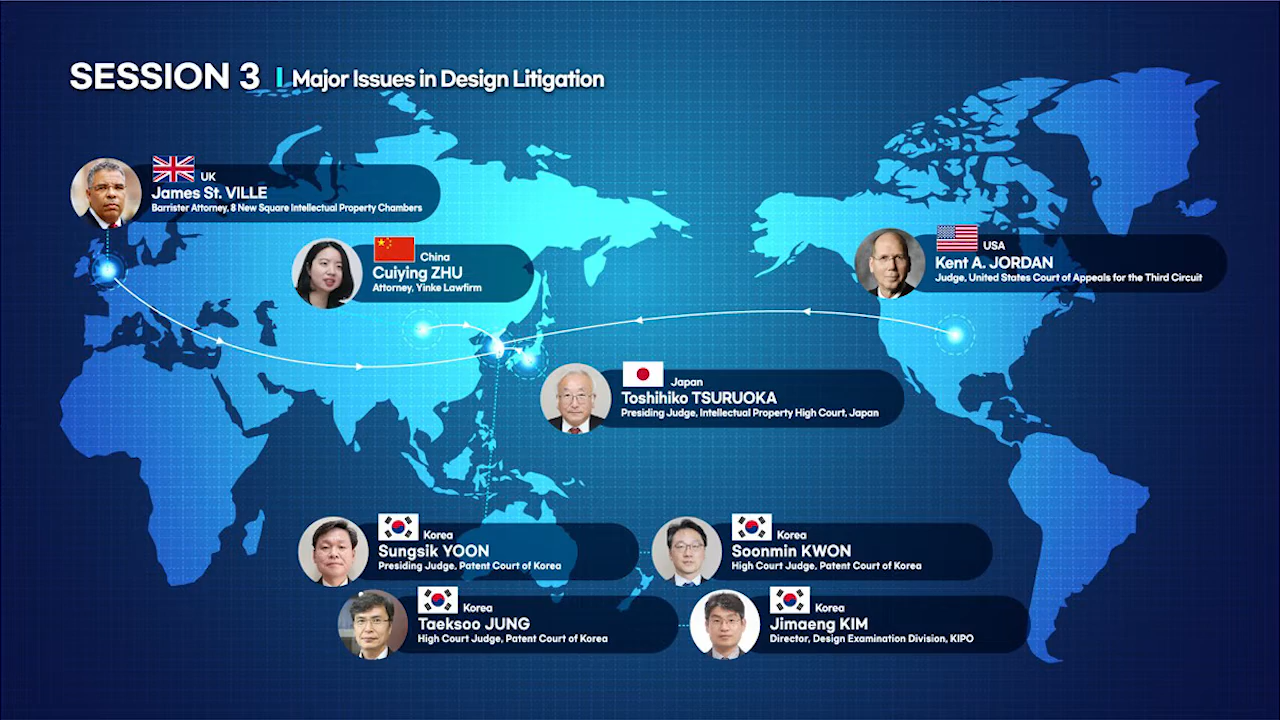 SESSION 3 | Major Issues in Design Litigation
UK
James St. VILLE
Barrister Attorney, 8 New Square Intellectual Property Chambers
China
Cuiying ZHU
Attorney, Yinke Lawfirm
USA
Kent A. JORDAN
Judge, United States Court of Appeals for the Third Circuit
Japan
Toshihiko TSURUOKA
Presiding Judge, Intellectual Property High Court, Japan
Korea
Sungsik YOON
Presiding Judge, Patent Court of Korea
Korea
Soonmin KWON
High Court Judge, Patent Court of Korea
Korea
Taeksoo JUNG
High Court Judge, Patent Court of Korea
Korea
Jimaeng KIM
Director, Design Examination Division, KIPO